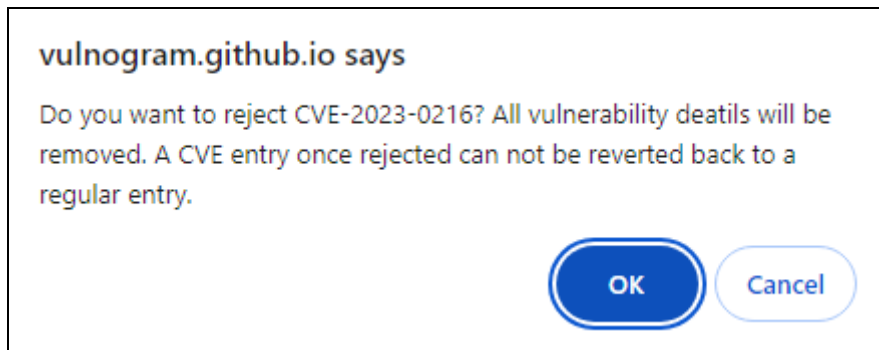 vulnogram.github.io says
Do you want to reject CVE-2023-0216? All vulnerability deatils will be
removed. A CVE entry once rejected can not be reverted back to a
regular entry.
OK Cancel